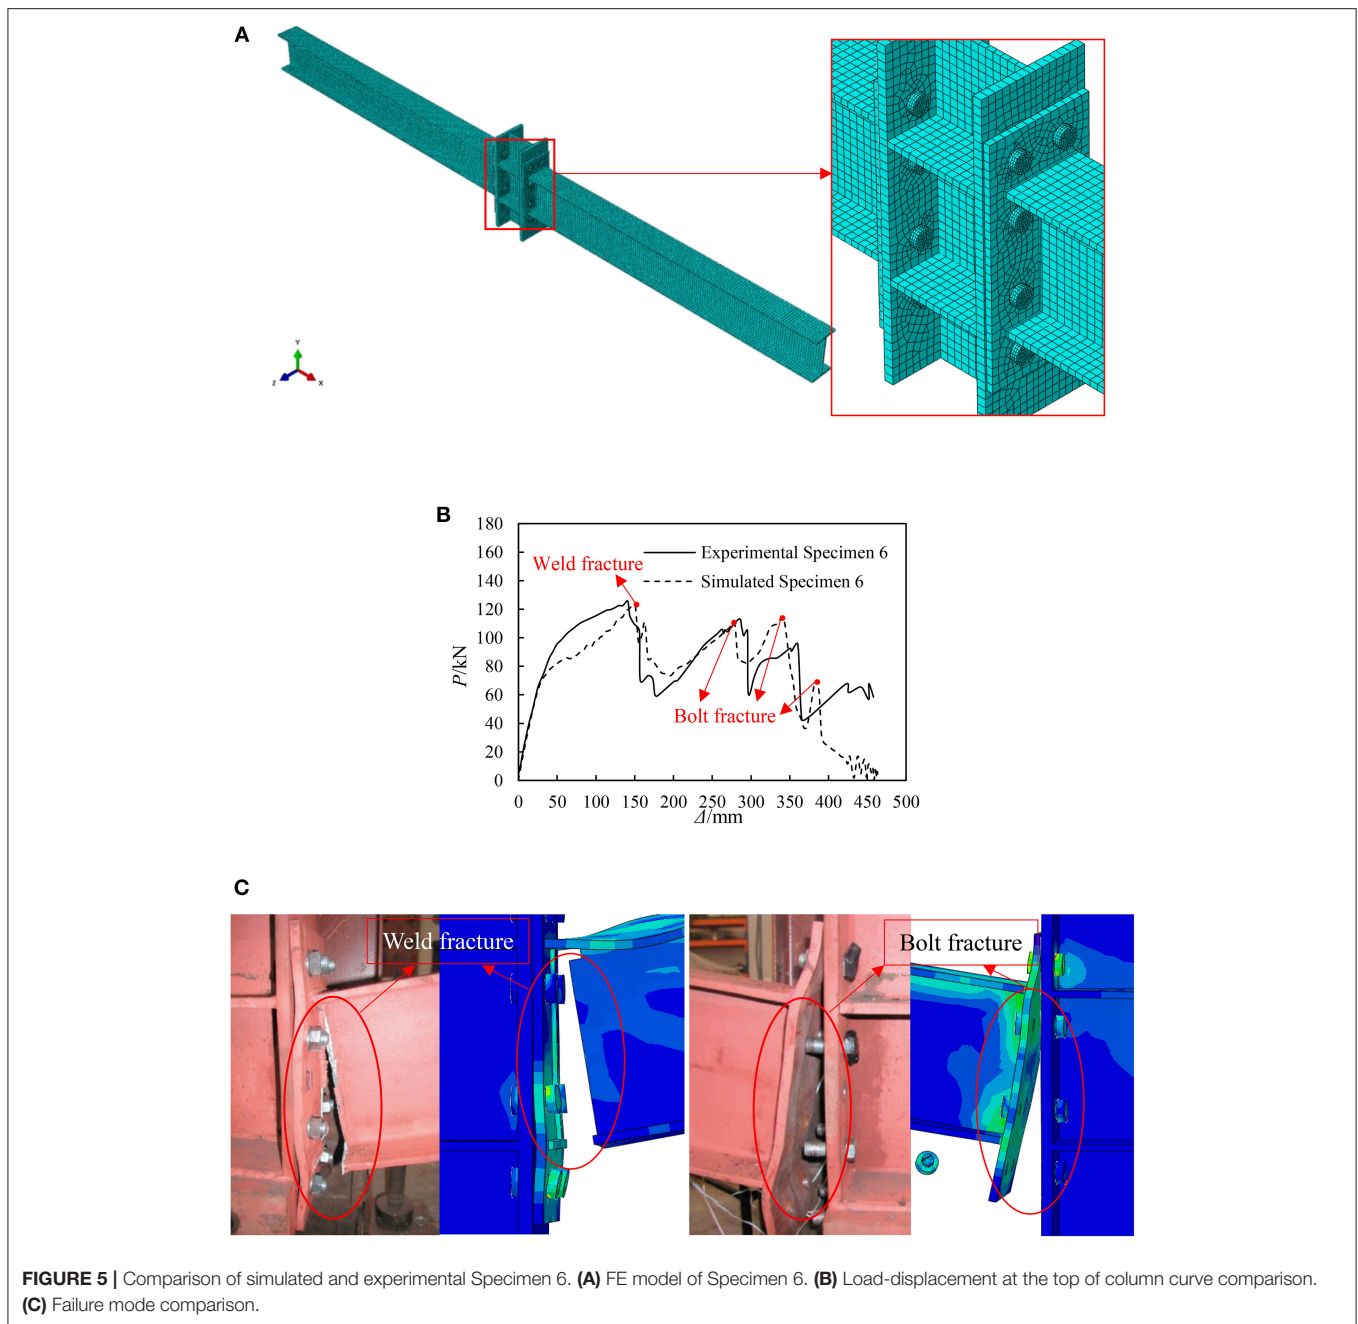 A
Y
Z
X
B
180
160
140
120
100
80
60
40
20
0
P/kN
Weld fracture
Experimental Specimen 6
Simulated Specimen 6
Bolt fracture
0 50 100 150 200 250 300 350 400 450 500
Δ/mm
C
Weld fracture
Bolt fracture
FIGURE 5 | Comparison of simulated and experimental Specimen 6. (A) FE model of Specimen 6. (B) Load-displacement at the top of column curve comparison.
(C) Failure mode comparison.